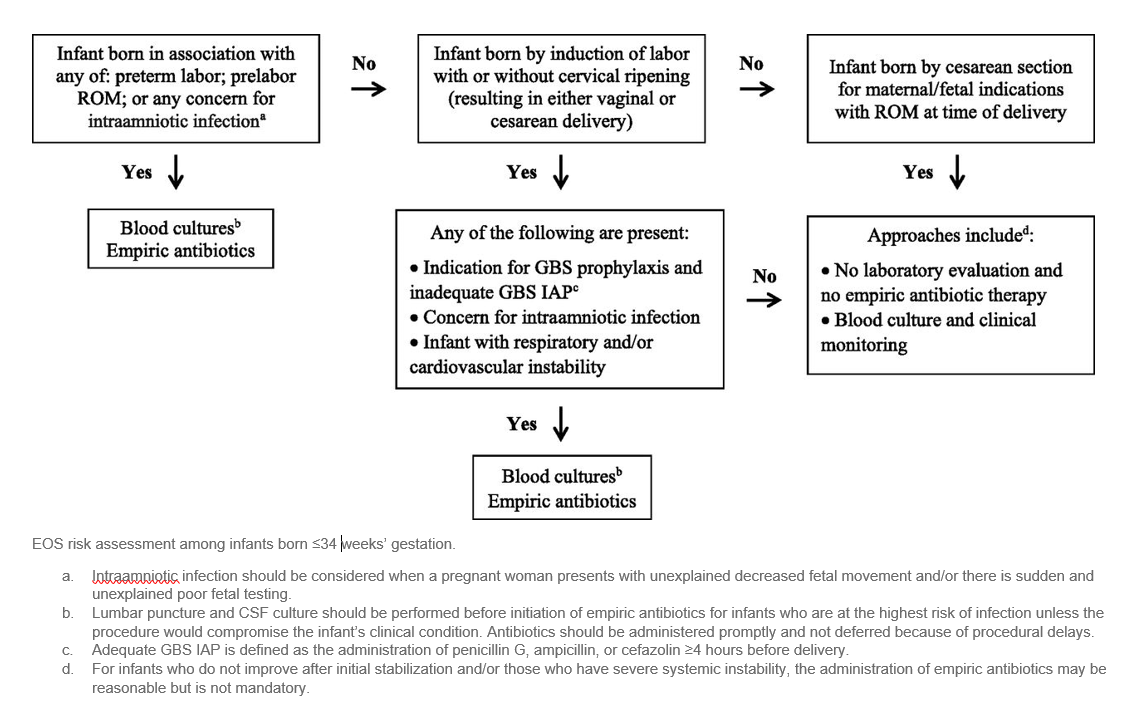 Infant born in association with
any of: preterm labor; prelabor
ROM; or any concern for
intraamniotic infectionᵃ
No
Infant born by induction of labor
with or without cervical ripening
(resulting in either vaginal or
cesarean delivery)
No
Infant born by cesarean section
for maternal/fetal indications
with ROM at time of delivery
Yes
Yes
Yes
Blood culturesᵇ
Empiric antibiotics
Any of the following are present:
• Indication for GBS prophylaxis and
inadequate GBS IAPᶜ
• Concern for intraamniotic infection
• Infant with respiratory and/or
cardiovascular instability
No
Approaches includeᵈ:
• No laboratory evaluation and
no empiric antibiotic therapy
• Blood culture and clinical
monitoring
Yes
Blood culturesᵇ
Empiric antibiotics
EOS risk assessment among infants born ≤34 weeks’ gestation.
a. Intraamniotic infection should be considered when a pregnant woman presents with unexplained decreased fetal movement and/or there is sudden and
unexplained poor fetal testing.
b. Lumbar puncture and CSF culture should be performed before initiation of empiric antibiotics for infants who are at the highest risk of infection unless the
procedure would compromise the infant’s clinical condition. Antibiotics should be administered promptly and not deferred because of procedural delays.
c. Adequate GBS IAP is defined as the administration of penicillin G, ampicillin, or cefazolin ≥4 hours before delivery.
d. For infants who do not improve after initial stabilization and/or those who have severe systemic instability, the administration of empiric antibiotics may be
reasonable but is not mandatory.